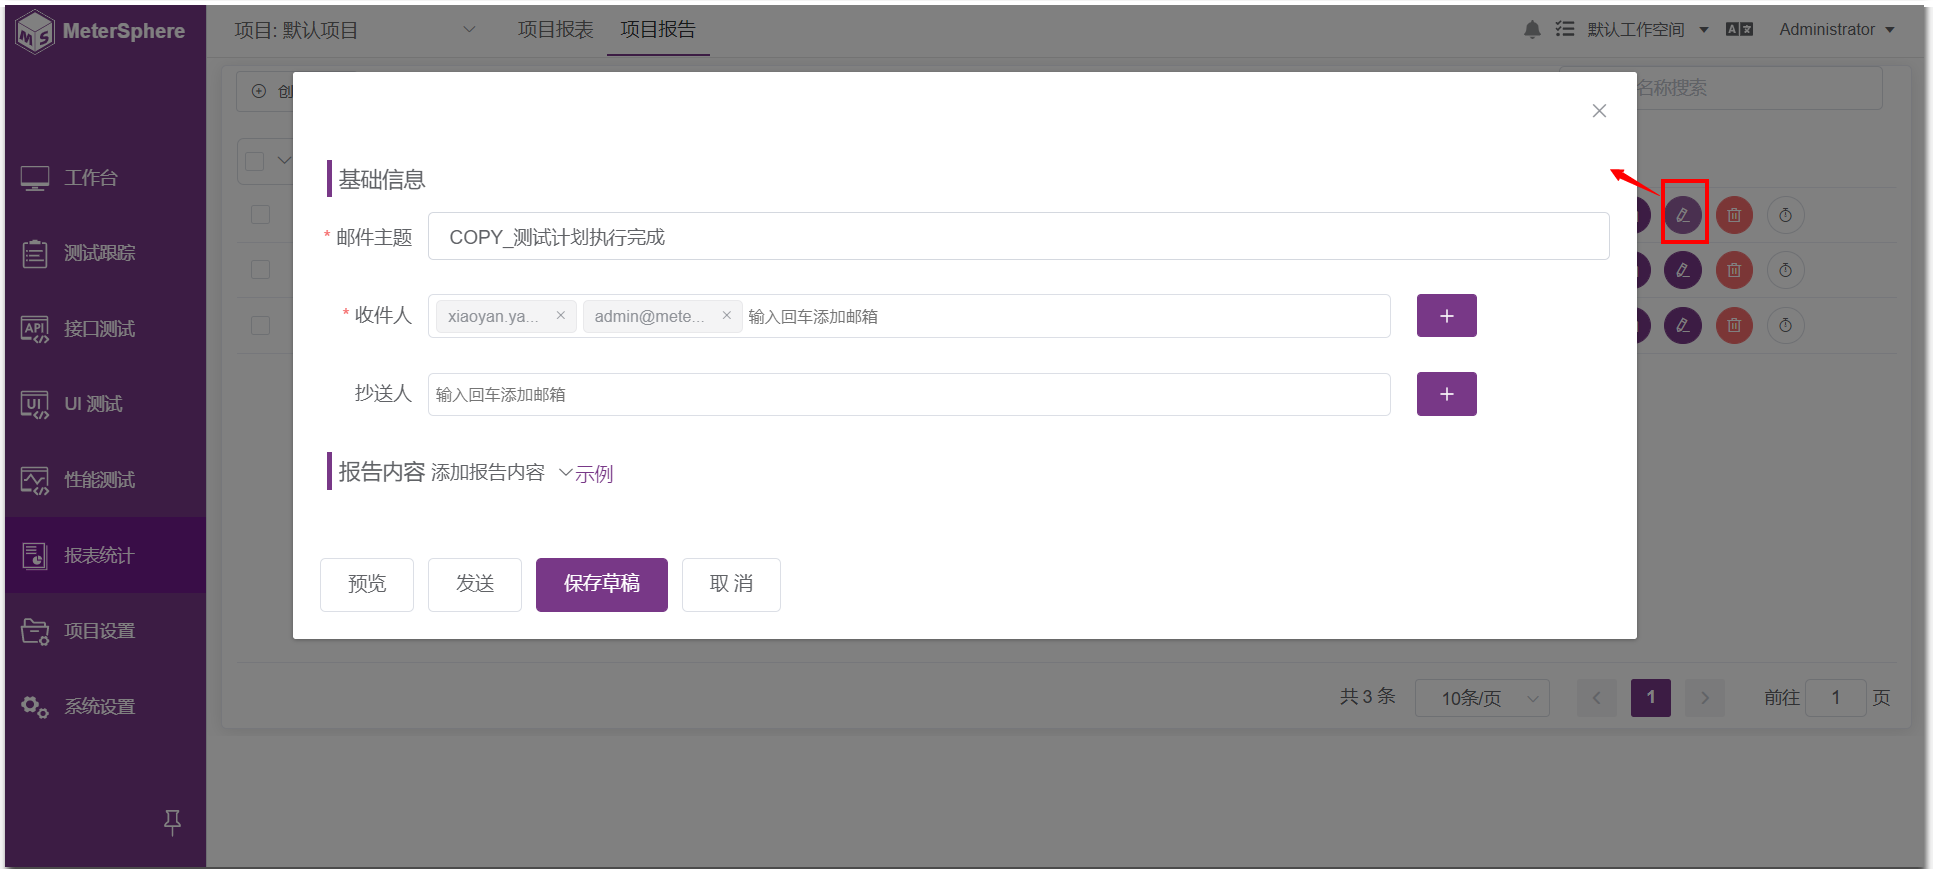 MeterSphere
项目: 默认项目
项目报表
项目报告
默认工作空间
Administrator
名称搜索
工作台
测试跟踪
接口测试
UI 测试
性能测试
报表统计
项目设置
系统设置
基础信息
* 邮件主题
COPY_测试计划执行完成
* 收件人
xiaoyan.ya... × admin@mete... × 输入回车添加邮箱
抄送人
输入回车添加邮箱
报告内容 添加报告内容 示例
预览
发送
保存草稿
取 消
共 3 条
10条/页
1
前往 1 页